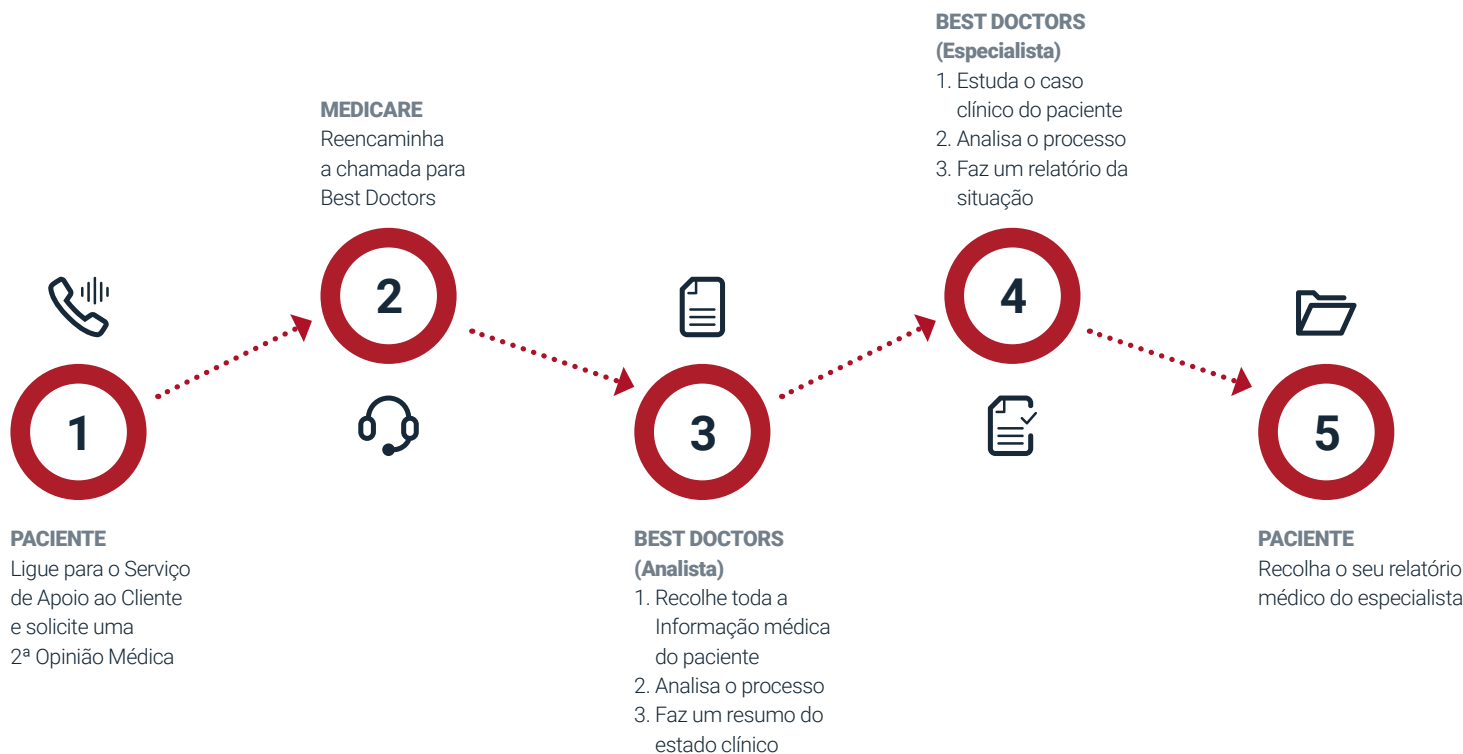 1
PACIENTE
Ligue para o Serviço
de Apoio ao Cliente
e solicite uma
2ª Opinião Médica
MEDICARE
Reencaminha
a chamada para
Best Doctors
2
3
BEST DOCTORS
(Analista)
1. Recolhe toda a
Informação médica
do paciente
2. Analisa o processo
3. Faz um resumo do
estado clínico
BEST DOCTORS
(Especialista)
1. Estuda o caso
clínico do paciente
2. Analisa o processo
3. Faz um relatório da
situação
4
5
PACIENTE
Recolha o seu relatório
médico do especialista